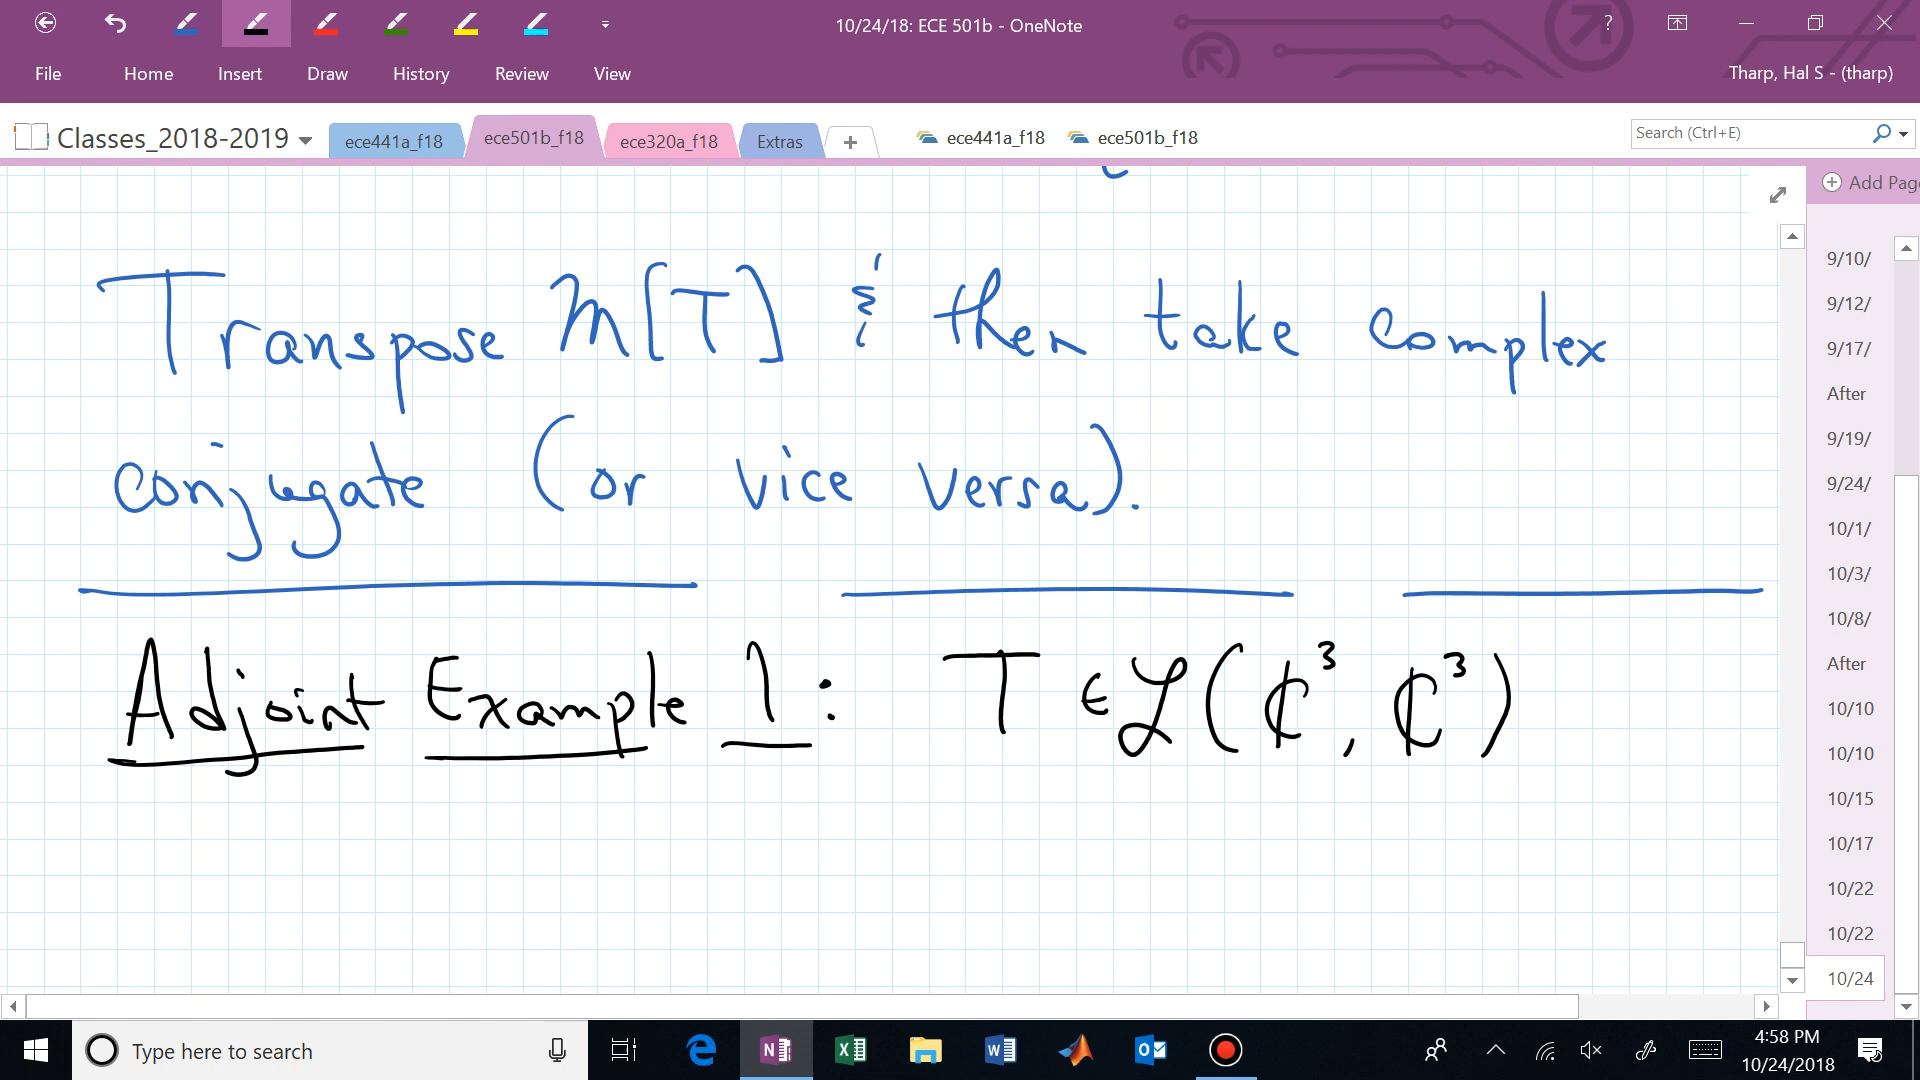 10/24/18: ECE 501b - OneNote
?
File Home Insert Draw History Review View
Tharp, Hal S - (tharp)
Classes_2018-2019 ece441a_f18 ece501b_f18 ece320a_f18 Extras + ece441a_f18 ece501b_f18
Search (Ctrl+E)
Add Page
Transpose M[T] & then take complex
conjugate (or vice versa).
Adjoint Example 1: T ∈ ℒ(ℂ³, ℂ³)
9/10/
9/12/
9/17/
After
9/19/
9/24/
10/1/
10/3/
10/8/
After
10/10
10/10
10/15
10/17
10/22
10/22
10/24
Type here to search
4:58 PM
10/24/2018